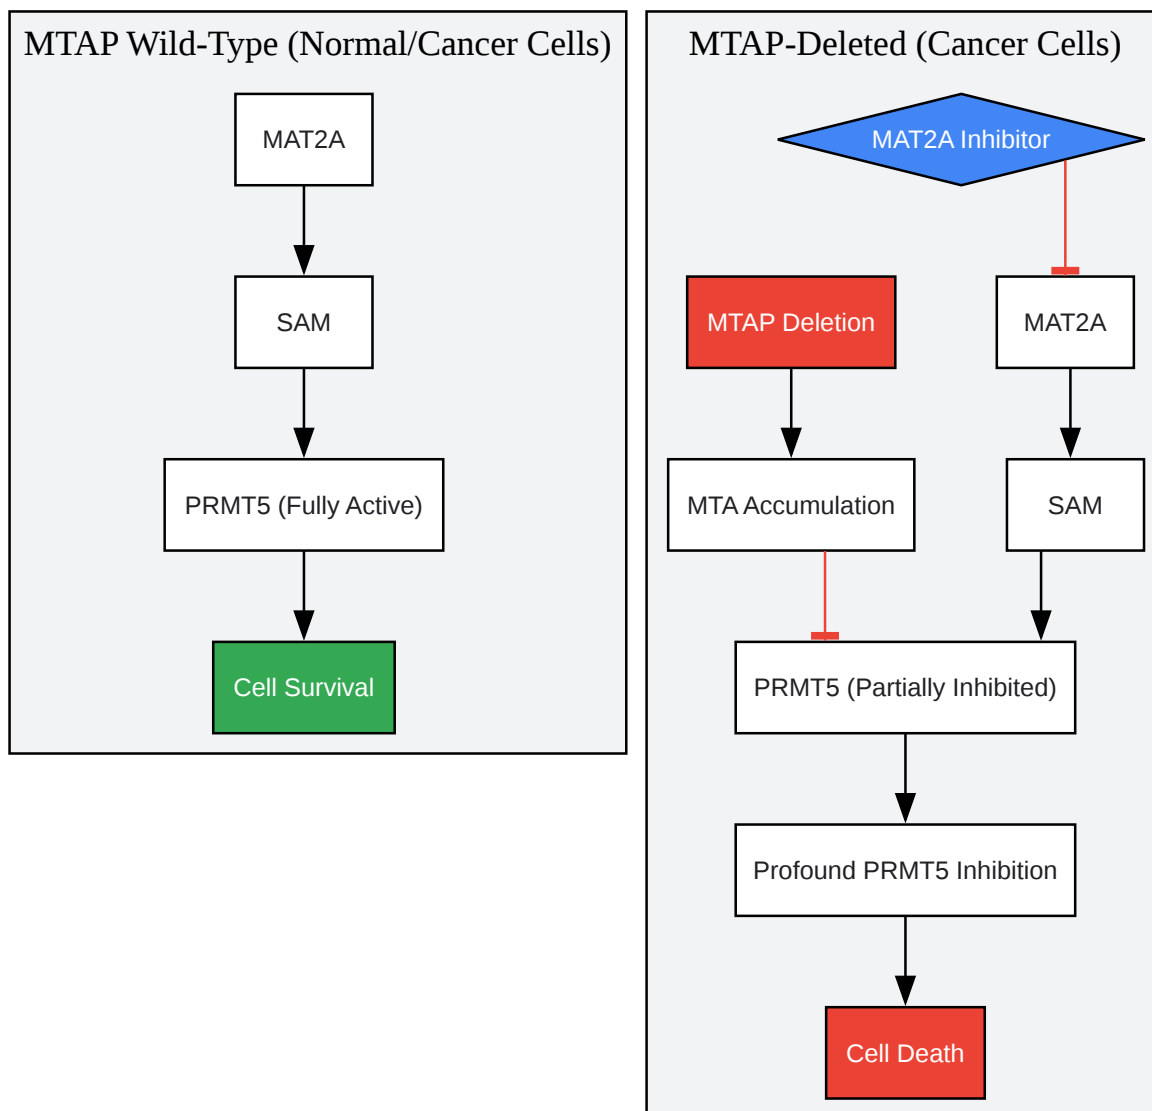 MTAP Wild-Type (Normal/Cancer Cells)
MAT2A
SAM
PRMT5 (Fully Active)
Cell Survival
MTAP-Deleted (Cancer Cells)
MAT2A Inhibitor
MTAP Deletion
MAT2A
MTA Accumulation
SAM
PRMT5 (Partially Inhibited)
Profound PRMT5 Inhibition
Cell Death